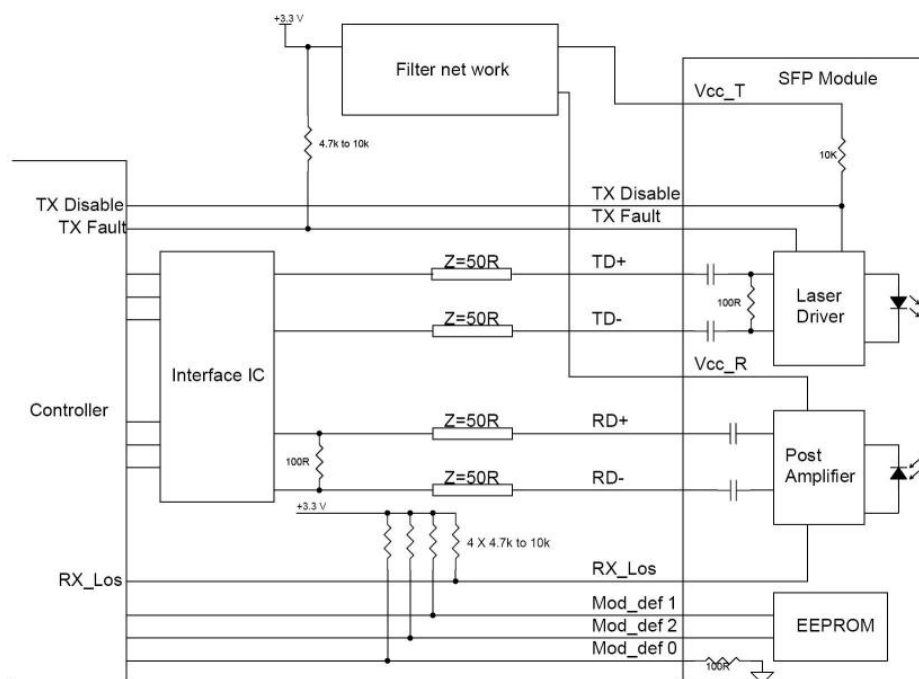 +3.3 V
Filter net work
SFP Module
Vcc_T
4.7k to 10k
10K
TX Disable
TX Disable
TX Fault
TX Fault
Z=50R
TD+
100R
Laser
Driver
Z=50R
TD-
Interface IC
Vcc_R
Controller
Z=50R
RD+
100R
Post
Amplifier
Z=50R
RD-
+3.3 V
4 X 4.7k to 10k
RX_Los
RX_Los
Mod_def 1
Mod_def 2
EEPROM
Mod_def 0
100R